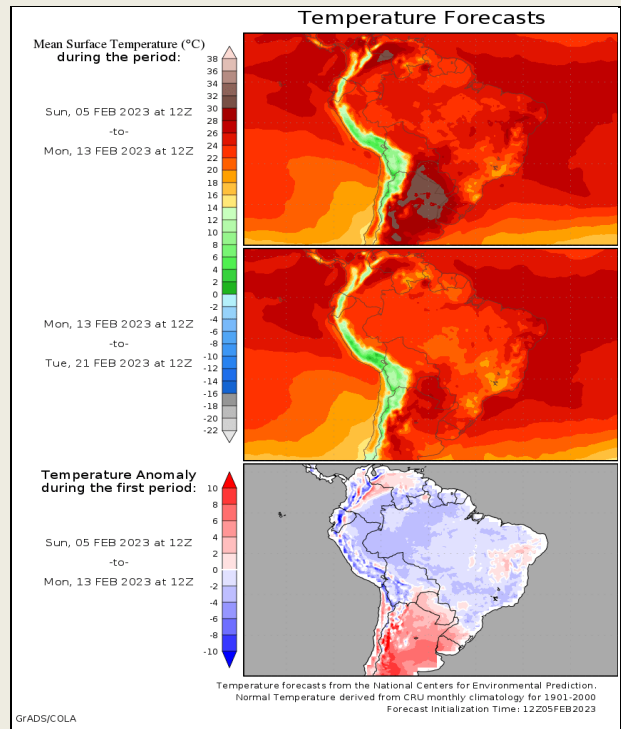 Temperature Forecasts
Mean Surface Temperature (°C)
during the period:
38
36
34
32
30
28
26
24
22
20
18
16
14
12
10
8
6
4
2
0
-2
-4
-6
-8
-10
-12
-14
-16
-18
-20
-22
Sun, 05 FEB 2023 at 12Z
-to-
Mon, 13 FEB 2023 at 12Z
Mon, 13 FEB 2023 at 12Z
-to-
Tue, 21 FEB 2023 at 12Z
Temperature Anomaly
during the first period:
10
8
6
4
2
0
-2
-4
-6
-8
-10
Sun, 05 FEB 2023 at 12Z
-to-
Mon, 13 FEB 2023 at 12Z
Temperature forecasts from the National Centers for Environmental Prediction.
Normal Temperature derived from CRU monthly climatology for 1901-2000
Forecast Initialization Time: 12Z05FEB2023
GrADS/COLA